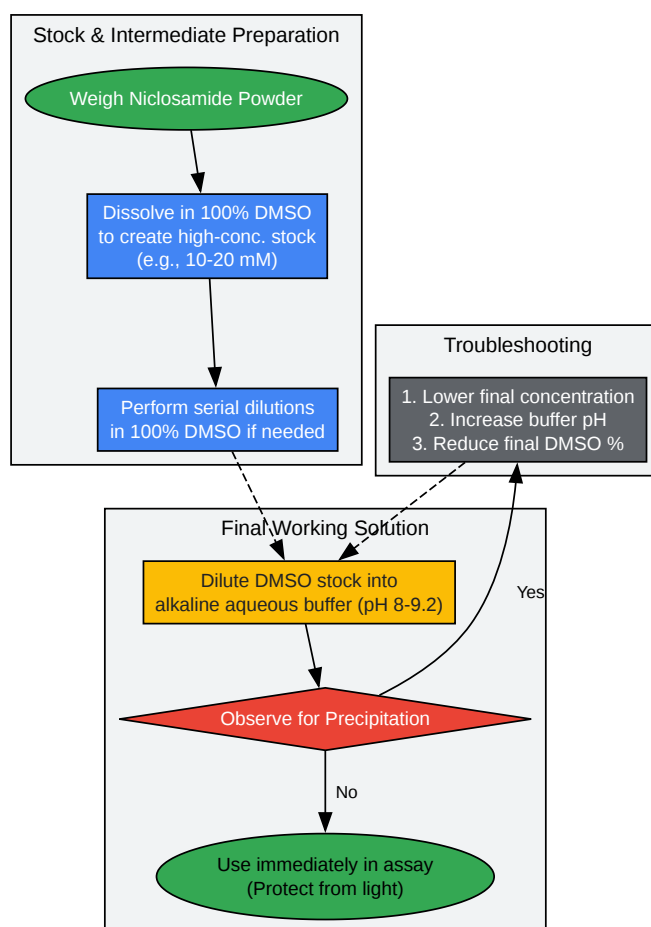 Stock & Intermediate Preparation
Weigh Niclosamide Powder
Dissolve in 100% DMSO
to create high-conc. stock
(e.g., 10-20 mM)
Perform serial dilutions
in 100% DMSO if needed
Troubleshooting
1. Lower final concentration
2. Increase buffer pH
3. Reduce final DMSO %
Final Working Solution
Dilute DMSO stock into
alkaline aqueous buffer (pH 8-9.2)
Yes
Observe for Precipitation
No
Use immediately in assay
(Protect from light)